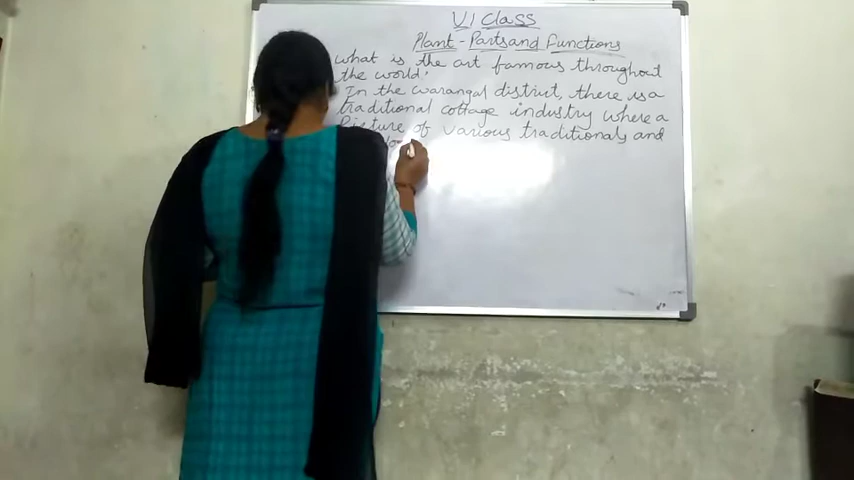 VI Class
Plant - Parts and Functions
what is the art famous throughout
the world?
In the warangal district, there is a
traditional cottage industry where a
Picture of various traditionals and